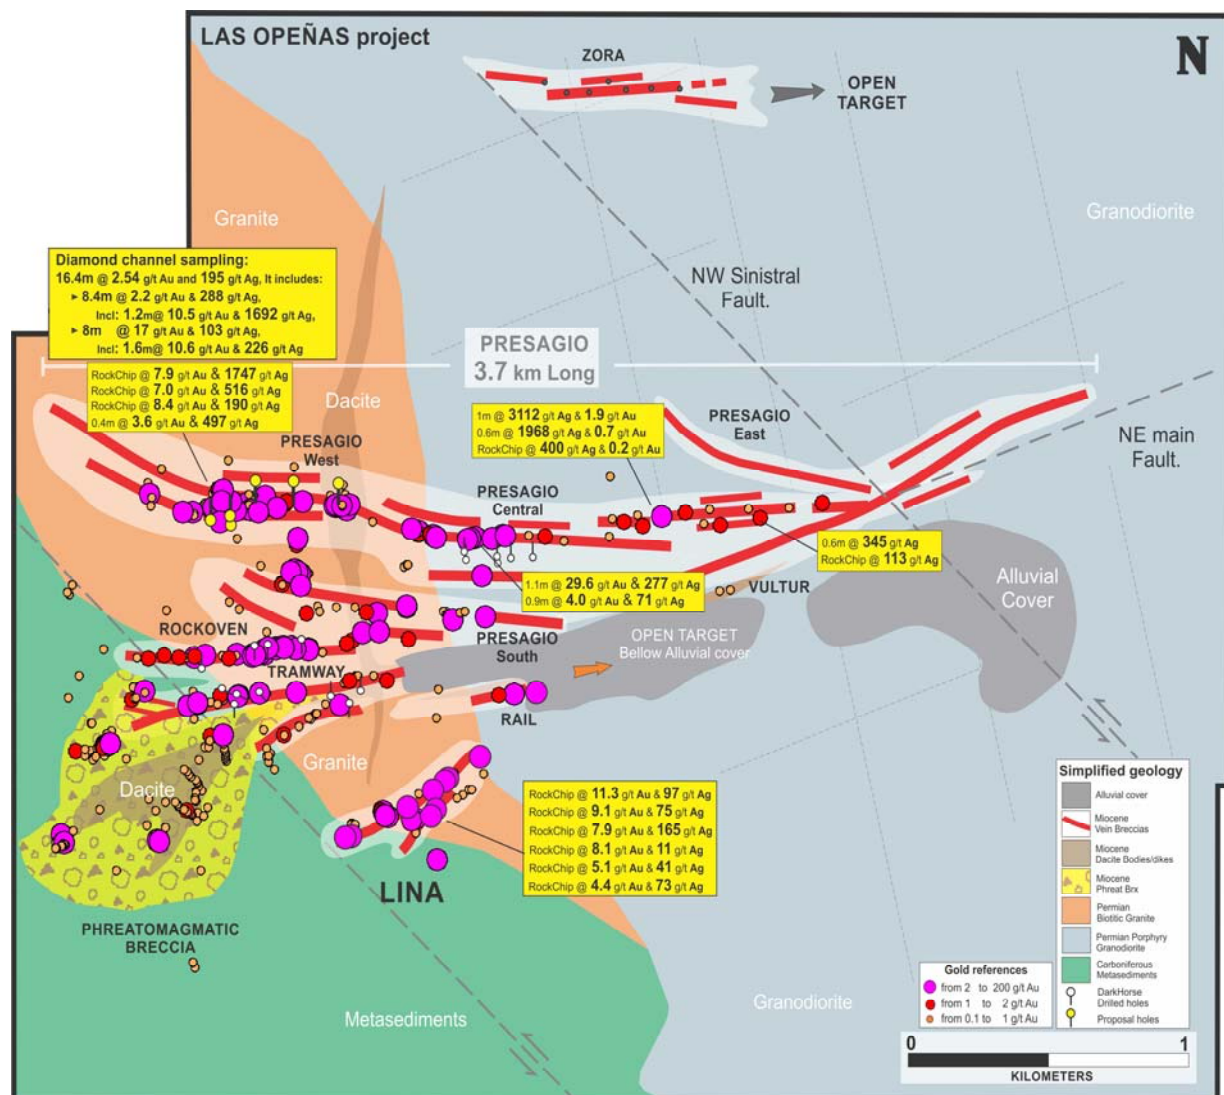 LAS OPEÑAS project
N
ZORA
OPEN
TARGET
Granite
Granodiorite
Diamond channel sampling:
16.4m @ 2.54 g/t Au and 195 g/t Ag, It includes:
8.4m @ 2.2 g/t Au & 288 g/t Ag,
Incl: 1.2m@ 10.5 g/t Au & 1692 g/t Ag,
8m @ 17 g/t Au & 103 g/t Ag,
Incl: 1.6m@ 10.6 g/t Au & 226 g/t Ag
NW Sinistral
Fault.
PRESAGIO
3.7 km Long
RockChip @ 7.9 g/t Au & 1747 g/t Ag
RockChip @ 7.0 g/t Au & 516 g/t Ag
RockChip @ 8.4 g/t Au & 190 g/t Ag
0.4m @ 3.6 g/t Au & 497 g/t Ag
Dacite
1m @ 3112 g/t Ag & 1.9 g/t Au
0.6m @ 1968 g/t Ag & 0.7 g/t Au
RockChip @ 400 g/t Ag & 0.2 g/t Au
PRESAGIO
East
NE main
Fault.
PRESAGIO
West
PRESAGIO
Central
0.6m @ 345 g/t Ag
RockChip @ 113 g/t Ag
1.1m @ 29.6 g/t Au & 277 g/t Ag
0.9m @ 4.0 g/t Au & 71 g/t Ag
VULTUR
Alluvial
Cover
ROCKOVEN
PRESAGIO
South
OPEN TARGET
Bellow Alluvial cover
TRAMWAY
RAIL
Granite
Dacite
RockChip @ 11.3 g/t Au & 97 g/t Ag
RockChip @ 9.1 g/t Au & 75 g/t Ag
RockChip @ 7.9 g/t Au & 165 g/t Ag
RockChip @ 8.1 g/t Au & 11 g/t Ag
RockChip @ 5.1 g/t Au & 41 g/t Ag
RockChip @ 4.4 g/t Au & 73 g/t Ag
LINA
PHREATOMAGMATIC
BRECCIA
Metasediments
Granodiorite
Simplified geology
Alluvial cover
Miocene
Vein Breccias
Miocene
Dacite Bodies/dikes
Miocene
Phreat Brx
Permian
Biotitic Granite
Permian Porphyry
Granodiorite
Carboniferous
Metasediments
DarkHorse
Drilled holes
Proposal holes
Gold references
from 2 to 200 g/t Au
from 1 to 2 g/t Au
from 0.1 to 1 g/t Au
0 1
KILOMETERS